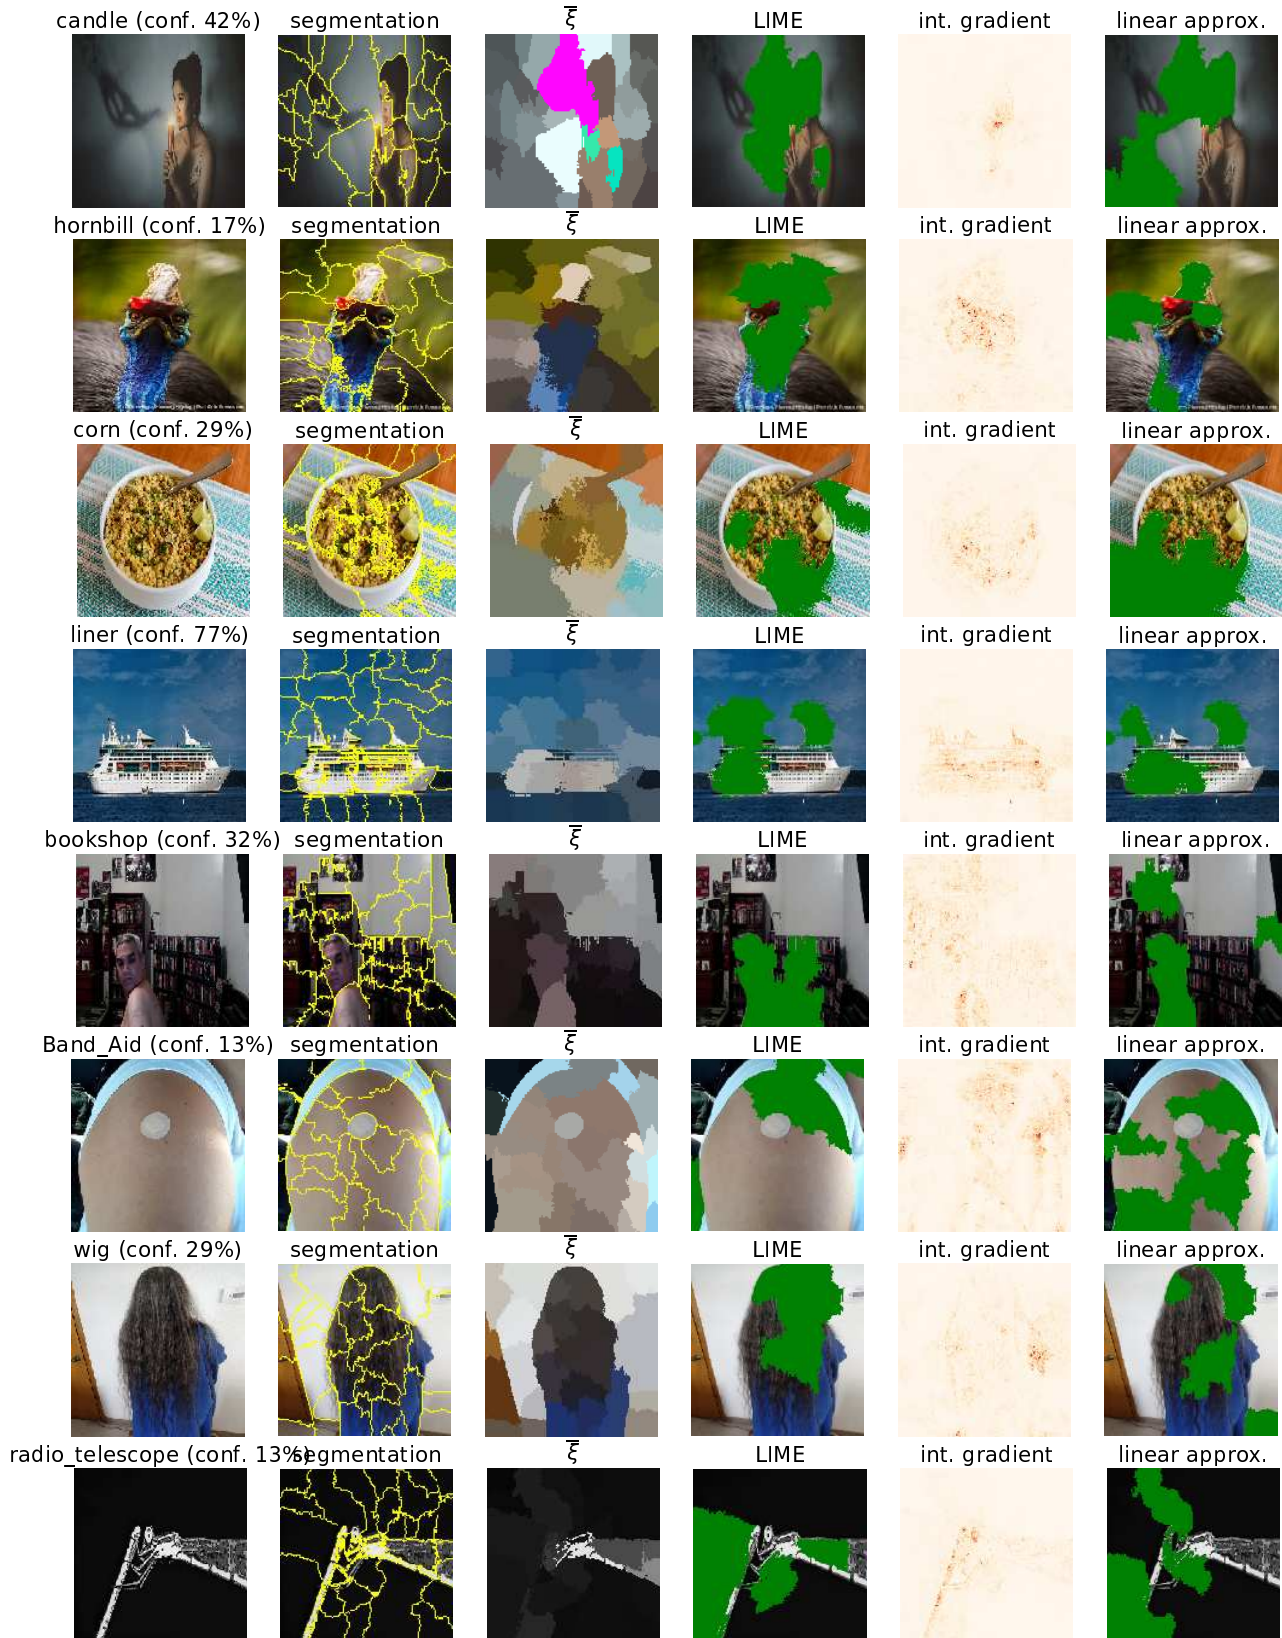 candle (conf. 42%) segmentation ξ̅ LIME int. gradient linear approx.
hornbill (conf. 17%) segmentation ξ̅ LIME int. gradient linear approx.
corn (conf. 29%) segmentation ξ̅ LIME int. gradient linear approx.
liner (conf. 77%) segmentation ξ̅ LIME int. gradient linear approx.
bookshop (conf. 32%) segmentation ξ̅ LIME int. gradient linear approx.
Band_Aid (conf. 13%) segmentation ξ̅ LIME int. gradient linear approx.
wig (conf. 29%) segmentation ξ̅ LIME int. gradient linear approx.
radio_telescope (conf. 13%) segmentation ξ̅ LIME int. gradient linear approx.